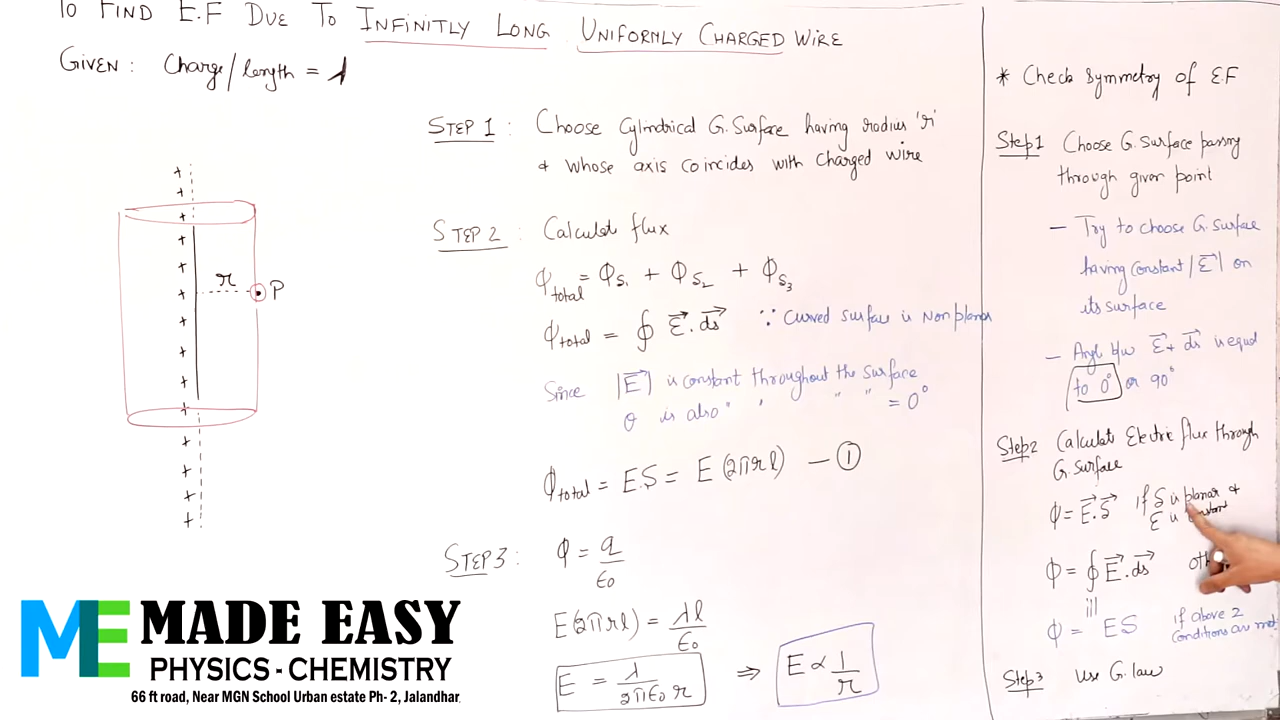 TO FIND E.F DUE TO INFINITLY LONG UNIFORMLY CHARGED WIRE
GIVEN : Charge/length = λ
STEP 1 : Choose Cylindrical G.Surface having radius 'r'
& whose axis coincides with charged wire
STEP 2 : Calculat flux
ϕtotal = ϕS₁ + ϕS₂ + ϕS₃
ϕtotal = ∮ E⃗.ds⃗ ∵ Curved surface is Non planar
Since |E⃗| is constant throughout the surface
θ is also " " " " = 0°
ϕtotal = E.S = E(2πrl) — ①
STEP 3 : ϕ = q/ε₀
E(2πrl) = λl/ε₀
E = λ/2πε₀r ⇒ E ∝ 1/r
+
+
+
+
+
+
+
+
+
+
+
+
+
+
r
P
* Check Symmetry of E.F
Step1 Choose G.Surface passing
through given point
– Try to choose G.Surface
having constant |E⃗| on
its surface
– Angl b/w E⃗ + ds⃗ is equal
to 0° or 90°
Step2 Calculat Electric flux through
G.surface
ϕ = E⃗.S⃗ if S is planar &
E is
ϕ = ∮ E⃗.ds⃗
ϕ = ES if above 2
Conditions are met
Step3 Use G.law
ME MADE EASY
PHYSICS - CHEMISTRY
66 ft road, Near MGN School Urban estate Ph- 2, Jalandhar